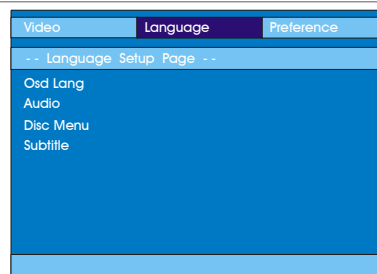 Video Language Preference
-- Language Setup Page --
Osd Lang
Audio
Disc Menu
Subtitle